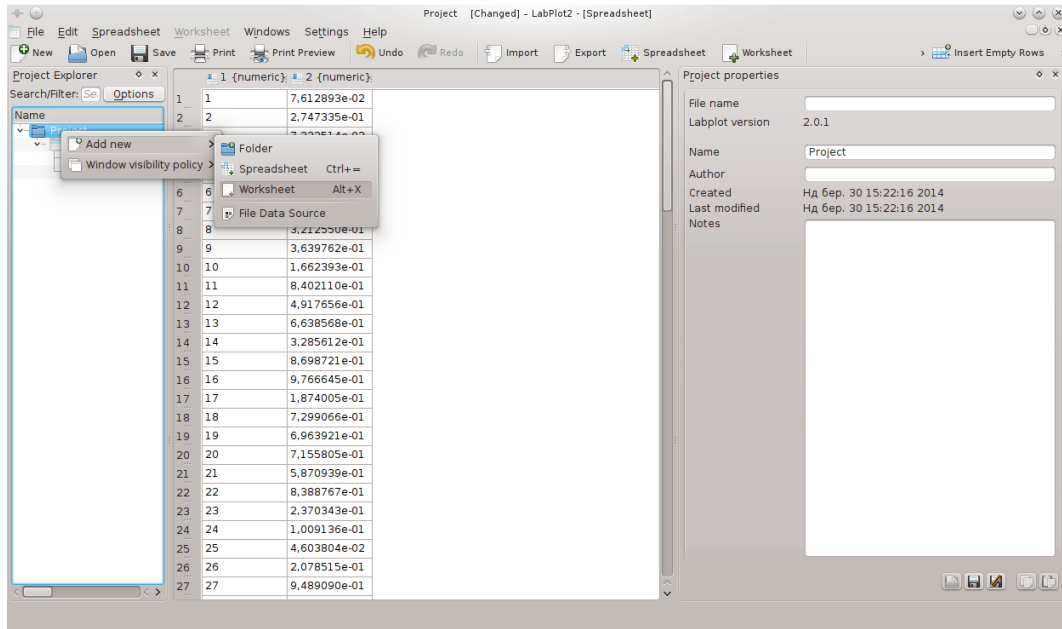 Project [Changed] – LabPlot2 - [Spreadsheet]
File Edit Spreadsheet Worksheet Windows Settings Help
New Open Save Print Print Preview Undo Redo Import Export Spreadsheet Worksheet > Insert Empty Rows
Project Explorer
Search/Filter: Se Options
Name
Project
Add new
Window visibility policy
Folder
Spreadsheet Ctrl+=
Worksheet Alt+X
File Data Source
1 {numeric} 2 {numeric}
1 1 7,612893e-02
2 2 2,747335e-01
6 6
7 7
8 8 3,212550e-01
9 9 3,639762e-01
10 10 1,662393e-01
11 11 8,402110e-01
12 12 4,917656e-01
13 13 6,638568e-01
14 14 3,285612e-01
15 15 8,698721e-01
16 16 9,766645e-01
17 17 1,874005e-01
18 18 7,299066e-01
19 19 6,963921e-01
20 20 7,155805e-01
21 21 5,870939e-01
22 22 8,388767e-01
23 23 2,370343e-01
24 24 1,009136e-01
25 25 4,603804e-02
26 26 2,078515e-01
27 27 9,489090e-01
Project properties
File name
Labplot version 2.0.1
Name Project
Author
Created Нд бер. 30 15:22:16 2014
Last modified Нд бер. 30 15:22:16 2014
Notes